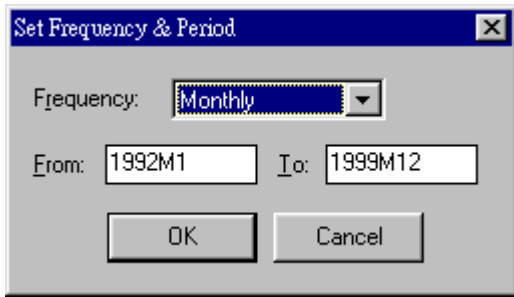 Set Frequency & Period
Frequency: Monthly
From: 1992M1 To: 1999M12
OK Cancel